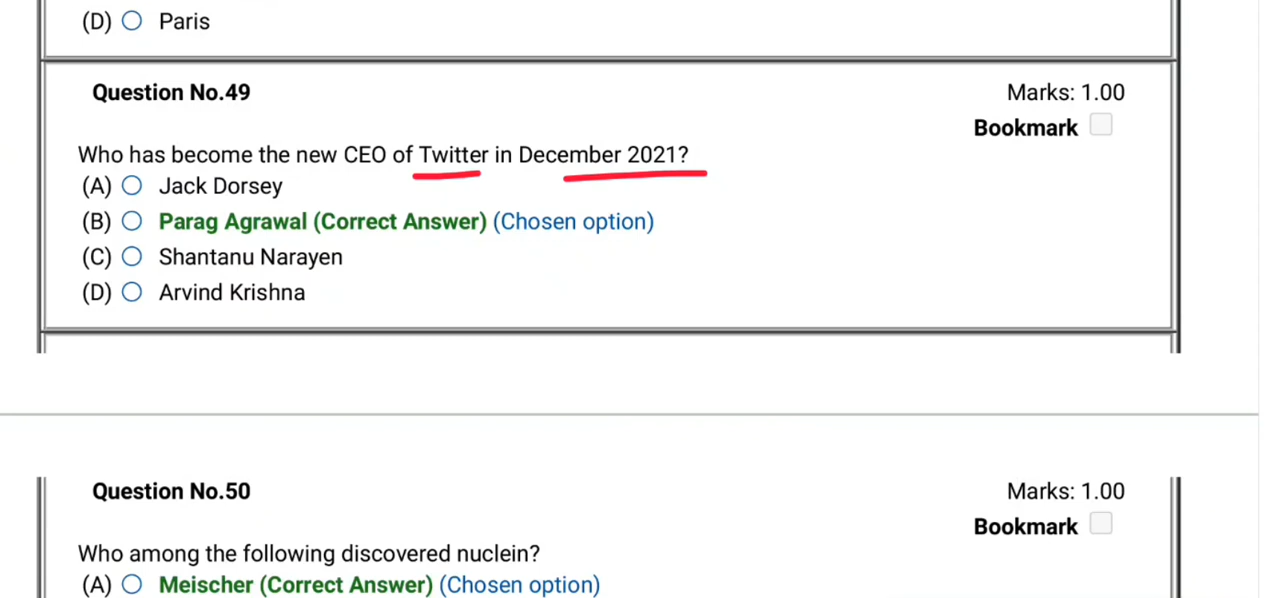 (D) Paris
Question No.49 Marks: 1.00
Bookmark
Who has become the new CEO of Twitter in December 2021?
(A) Jack Dorsey
(B) Parag Agrawal (Correct Answer) (Chosen option)
(C) Shantanu Narayen
(D) Arvind Krishna
Question No.50 Marks: 1.00
Bookmark
Who among the following discovered nuclein?
(A) Meischer (Correct Answer) (Chosen option)